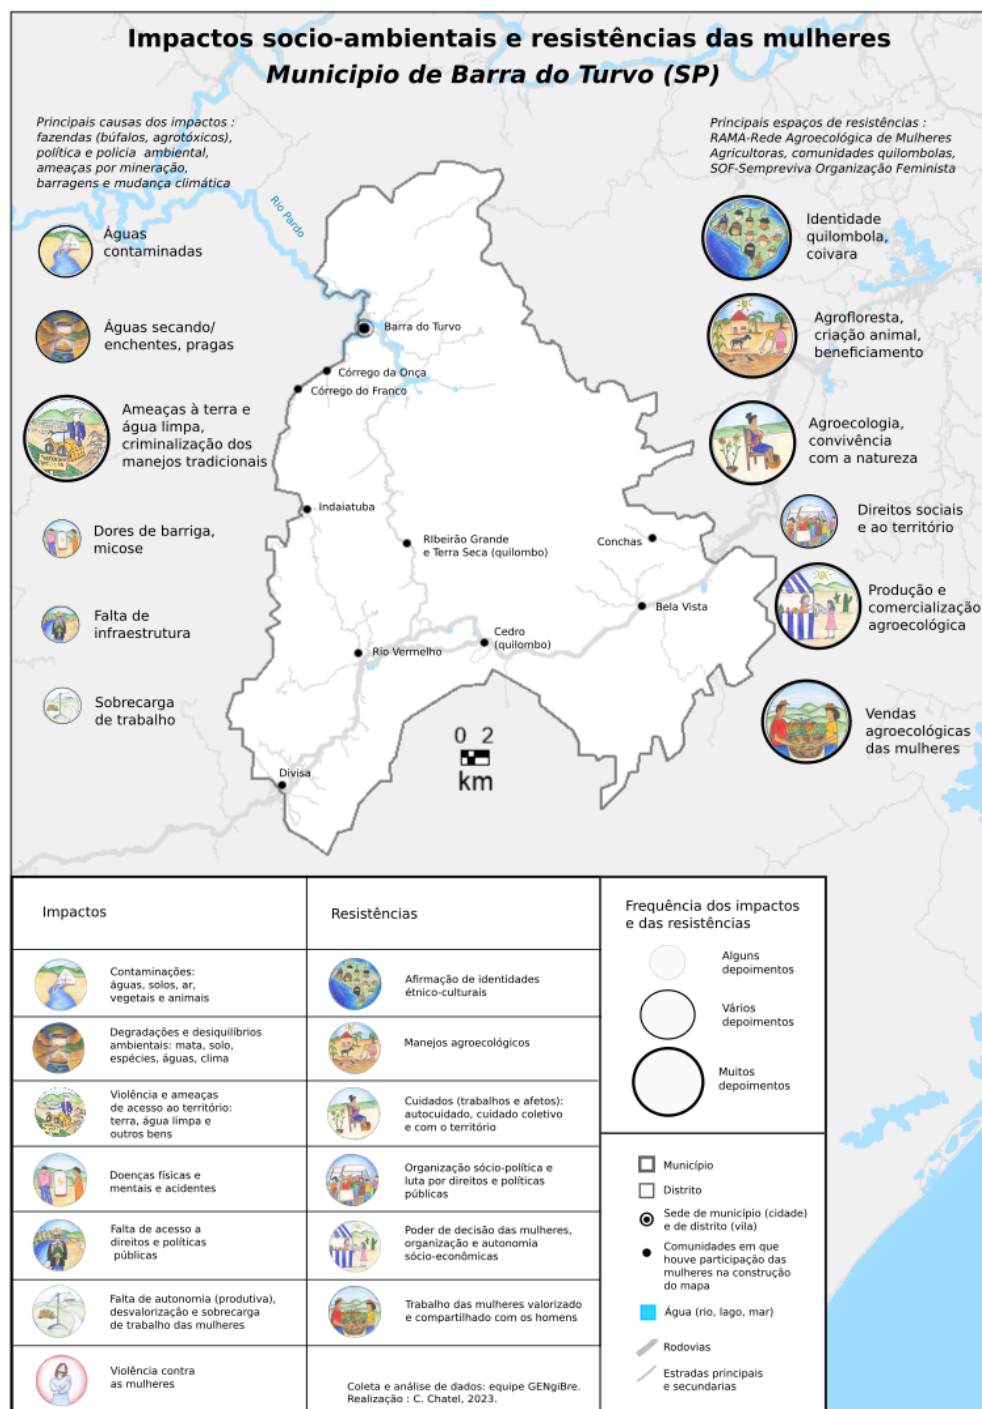 Impactos socio-ambientais e resistências das mulheres
Municipio de Barra do Turvo (SP)
Principais causas dos impactos :
fazendas (búfalos, agrotóxicos),
política e policia ambiental,
ameaças por mineração,
barragens e mudança climática
Principais espaços de resistências :
RAMA-Rede Agroecológica de Mulheres
Agricultoras, comunidades quilombolas,
SOF-Sempreviva Organização Feminista
Águas
contaminadas
Águas secando/
enchentes, pragas
Ameaças à terra e
água limpa,
criminalização dos
manejos tradicionais
Dores de barriga,
micose
Falta de
infraestrutura
Sobrecarga
de trabalho
Rio Pardo
Barra do Turvo
Córrego da Onça
Córrego do Franco
Indaiatuba
RIbeirão Grande
e Terra Seca (quilombo)
Conchas
Bela Vista
Cedro
(quilombo)
Rio Vermelho
Divisa
0 2
km
Identidade
quilombola,
coivara
Agrofloresta,
criação animal,
beneficiamento
Agroecologia,
convivência
com a natureza
Direitos sociais
e ao território
Produção e
comercialização
agroecológica
Vendas
agroecológicas
das mulheres
Impactos
Contaminações:
águas, solos, ar,
vegetais e animais
Degradações e desiquilíbrios
ambientais: mata, solo,
espécies, águas, clima
Violência e ameaças
de acesso ao território:
terra, água limpa e
outros bens
Doenças físicas e
mentais e acidentes
Falta de acesso a
direitos e políticas
públicas
Falta de autonomia (produtiva),
desvalorização e sobrecarga
de trabalho das mulheres
Violência contra
as mulheres
Resistências
Afirmação de identidades
étnico-culturais
Manejos agroecológicos
Cuidados (trabalhos e afetos):
autocuidado, cuidado coletivo
e com o território
Organização sócio-política e
luta por direitos e políticas
públicas
Poder de decisão das mulheres,
organização e autonomia
sócio-econômicas
Trabalho das mulheres valorizado
e compartilhado com os homens
Coleta e análise de dados: equipe GENgiBre.
Realização : C. Chatel, 2023.
Frequência dos impactos
e das resistências
Alguns
depoimentos
Vários
depoimentos
Muitos
depoimentos
Município
Distrito
Sede de município (cidade)
e de distrito (vila)
Comunidades em que
houve participação das
mulheres na construção
do mapa
Água (rio, lago, mar)
Rodovias
Estradas principais
e secundarias